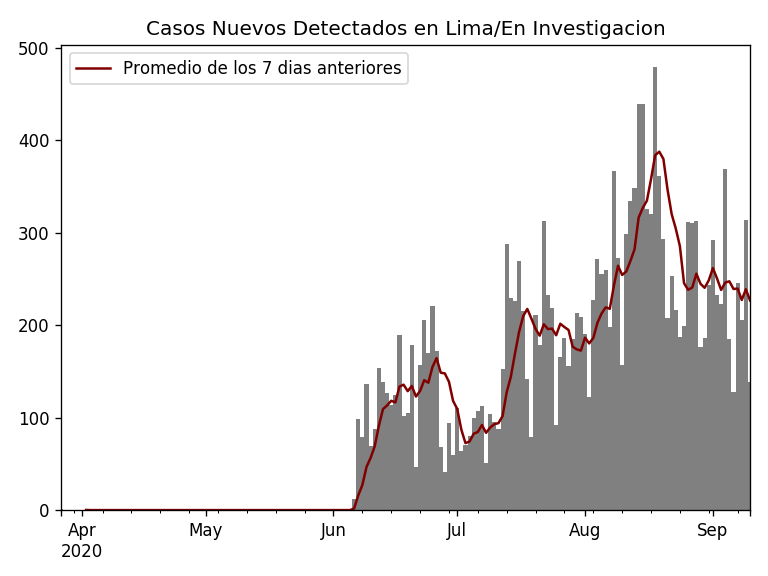 Casos Nuevos Detectados en Lima/En Investigacion
Promedio de los 7 dias anteriores
500
400
300
200
100
0
Apr May Jun Jul Aug Sep
2020